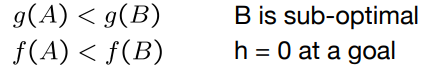 g(A) < g(B) B is sub-optimal
f(A) < f(B) h = 0 at a goal